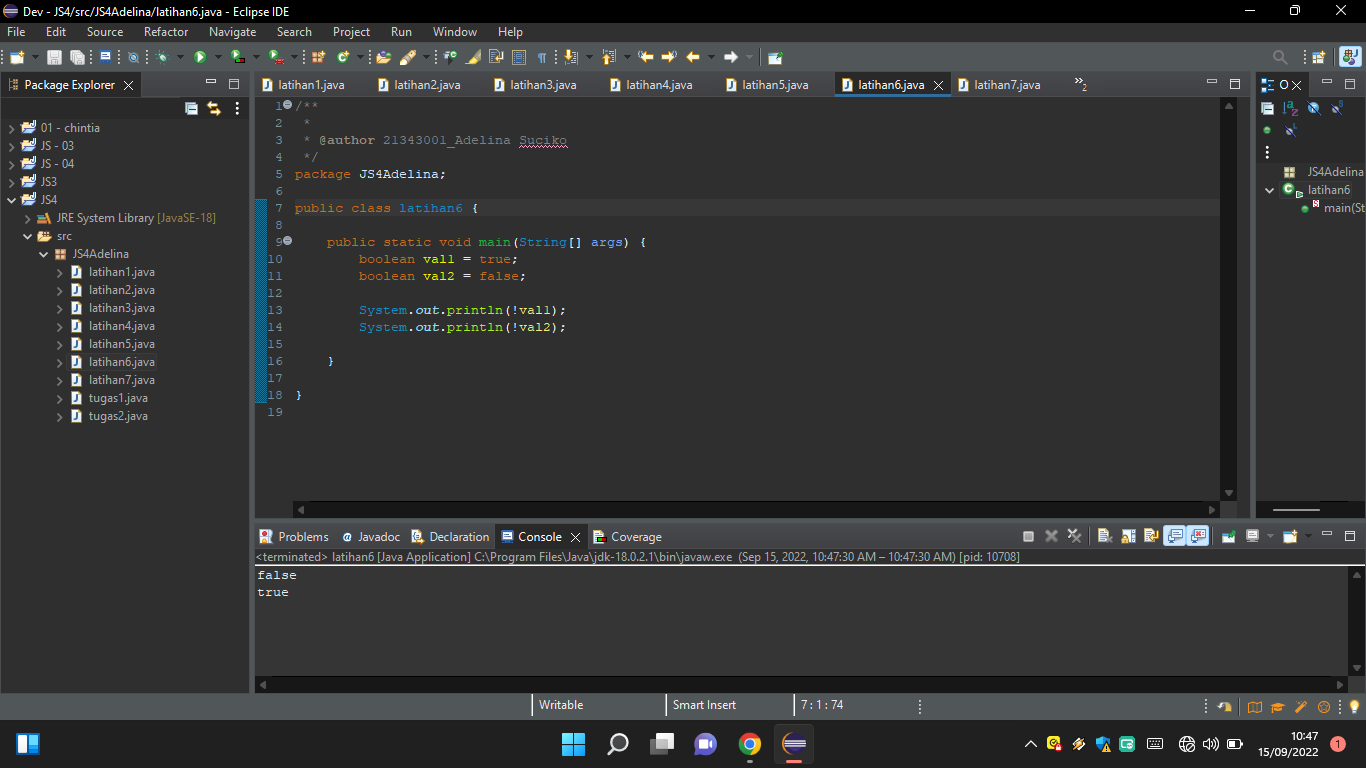 Dev - JS4/src/JS4Adelina/latihan6.java - Eclipse IDE
File Edit Source Refactor Navigate Search Project Run Window Help
Package Explorer
latihan1.java latihan2.java latihan3.java latihan4.java latihan5.java latihan6.java latihan7.java »2
01 - chintia
JS - 03
JS - 04
JS3
JS4
JRE System Library [JavaSE-18]
src
JS4Adelina
latihan1.java
latihan2.java
latihan3.java
latihan4.java
latihan5.java
latihan6.java
latihan7.java
tugas1.java
tugas2.java
1 /**
2 *
3 * @author 21343001_Adelina Suciko
4 */
5 package JS4Adelina;
6
7 public class latihan6 {
8
9 public static void main(String[] args) {
10 boolean val1 = true;
11 boolean val2 = false;
12
13 System.out.println(!val1);
14 System.out.println(!val2);
15
16 }
17
18 }
19
O
JS4Adelina
latihan6
main(St
Problems Javadoc Declaration Console Coverage
<terminated> latihan6 [Java Application] C:\Program Files\Java\jdk-18.0.2.1\bin\javaw.exe (Sep 15, 2022, 10:47:30 AM – 10:47:30 AM) [pid: 10708]
false
true
Writable Smart Insert 7 : 1 : 74
10:47
15/09/2022
1